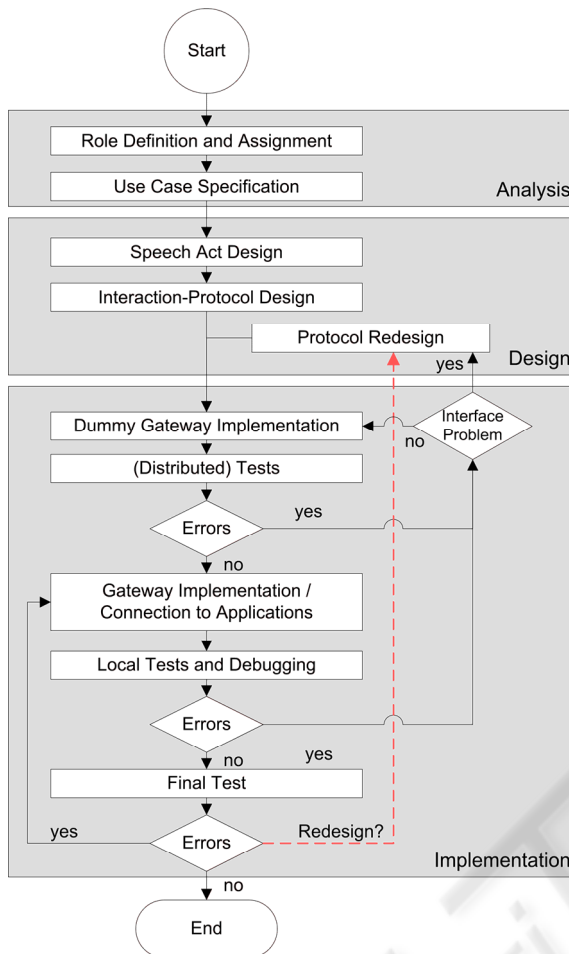 Start
Role Definition and Assignment
Use Case Specification
Analysis
Speech Act Design
Interaction-Protocol Design
Protocol Redesign
yes
Design
Interface
Problem
Dummy Gateway Implementation
no
(Distributed) Tests
yes
Errors
no
Gateway Implementation /
Connection to Applications
Local Tests and Debugging
Errors
no
yes
Final Test
yes
Errors
Redesign?
Implementation
no
End